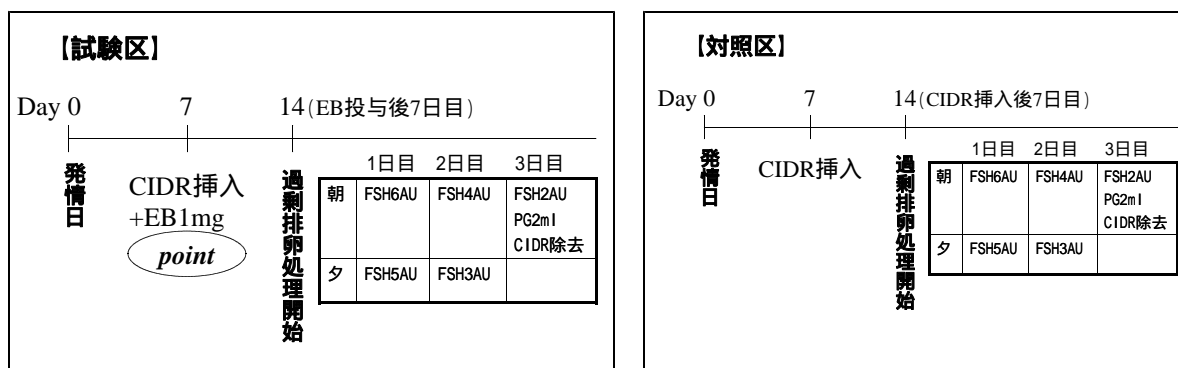 【試験区】
Day 0 7 14(EB投与後7日目)
発情日
CIDR挿入
+EB1mg
point
過剰排卵処理開始
1日目 2日目 3日目
朝 FSH6AU FSH4AU FSH2AU
PG2ml
CIDR除去
夕 FSH5AU FSH3AU
【対照区】
Day 0 7 14(CIDR挿入後7日目)
発情日
CIDR挿入
過剰排卵処理開始
1日目 2日目 3日目
朝 FSH6AU FSH4AU FSH2AU
PG2ml
CIDR除去
夕 FSH5AU FSH3AU